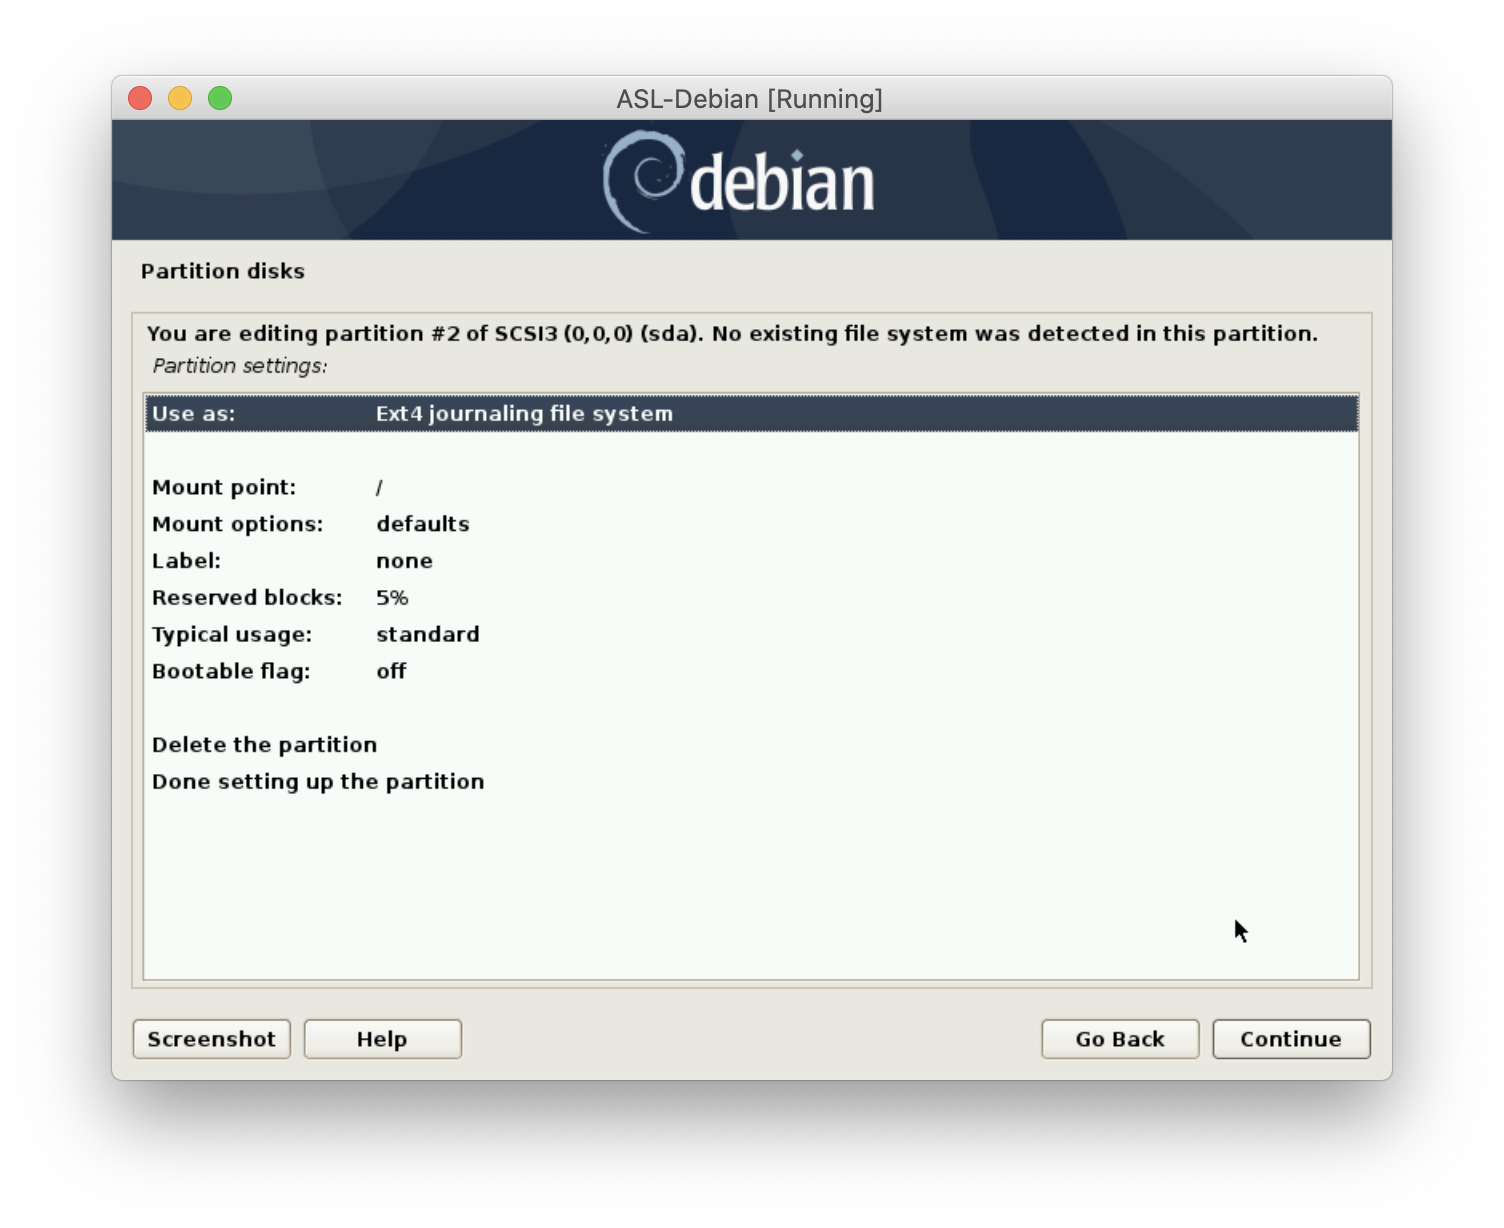 ASL-Debian [Running]
debian
Partition disks
You are editing partition #2 of SCSI3 (0,0,0) (sda). No existing file system was detected in this partition.
Partition settings:
Use as: Ext4 journaling file system
Mount point: /
Mount options: defaults
Label: none
Reserved blocks: 5%
Typical usage: standard
Bootable flag: off
Delete the partition
Done setting up the partition
Screenshot Help Go Back Continue